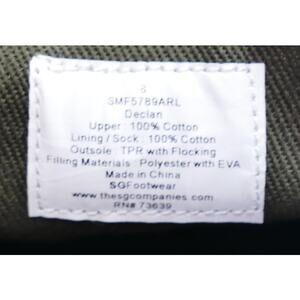 8
SMF5789ARL
Declan
Upper : 100% Cotton
Lining / Sock : 100% Cotton
Outsole : TPR with Flocking
Filling Materials : Polyester with EVA
Made in China
SGFootwear
www.thesgcompanies.com
RN# 73639